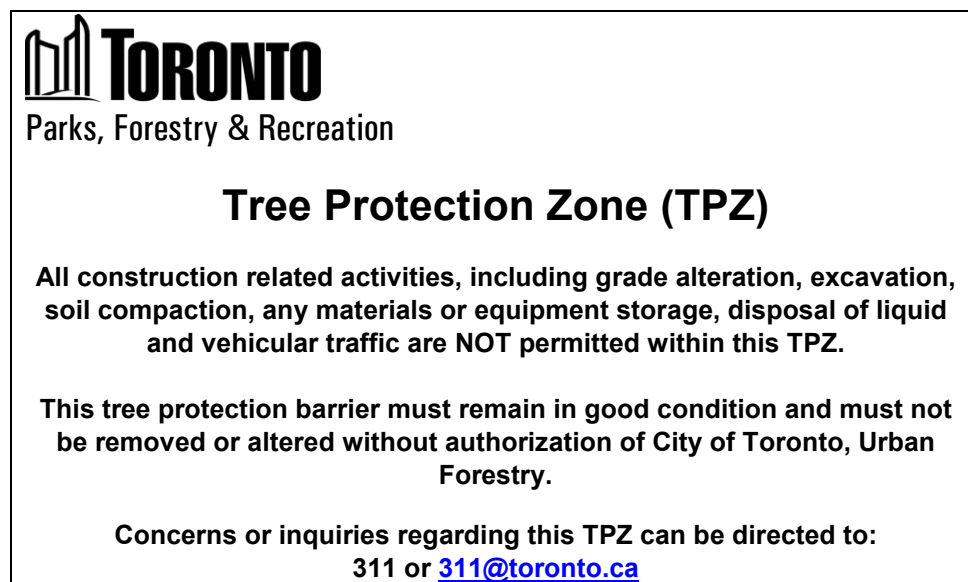 TORONTO
Parks, Forestry & Recreation
Tree Protection Zone (TPZ)
All construction related activities, including grade alteration, excavation,
soil compaction, any materials or equipment storage, disposal of liquid
and vehicular traffic are NOT permitted within this TPZ.
This tree protection barrier must remain in good condition and must not
be removed or altered without authorization of City of Toronto, Urban
Forestry.
Concerns or inquiries regarding this TPZ can be directed to:
311 or 311@toronto.ca